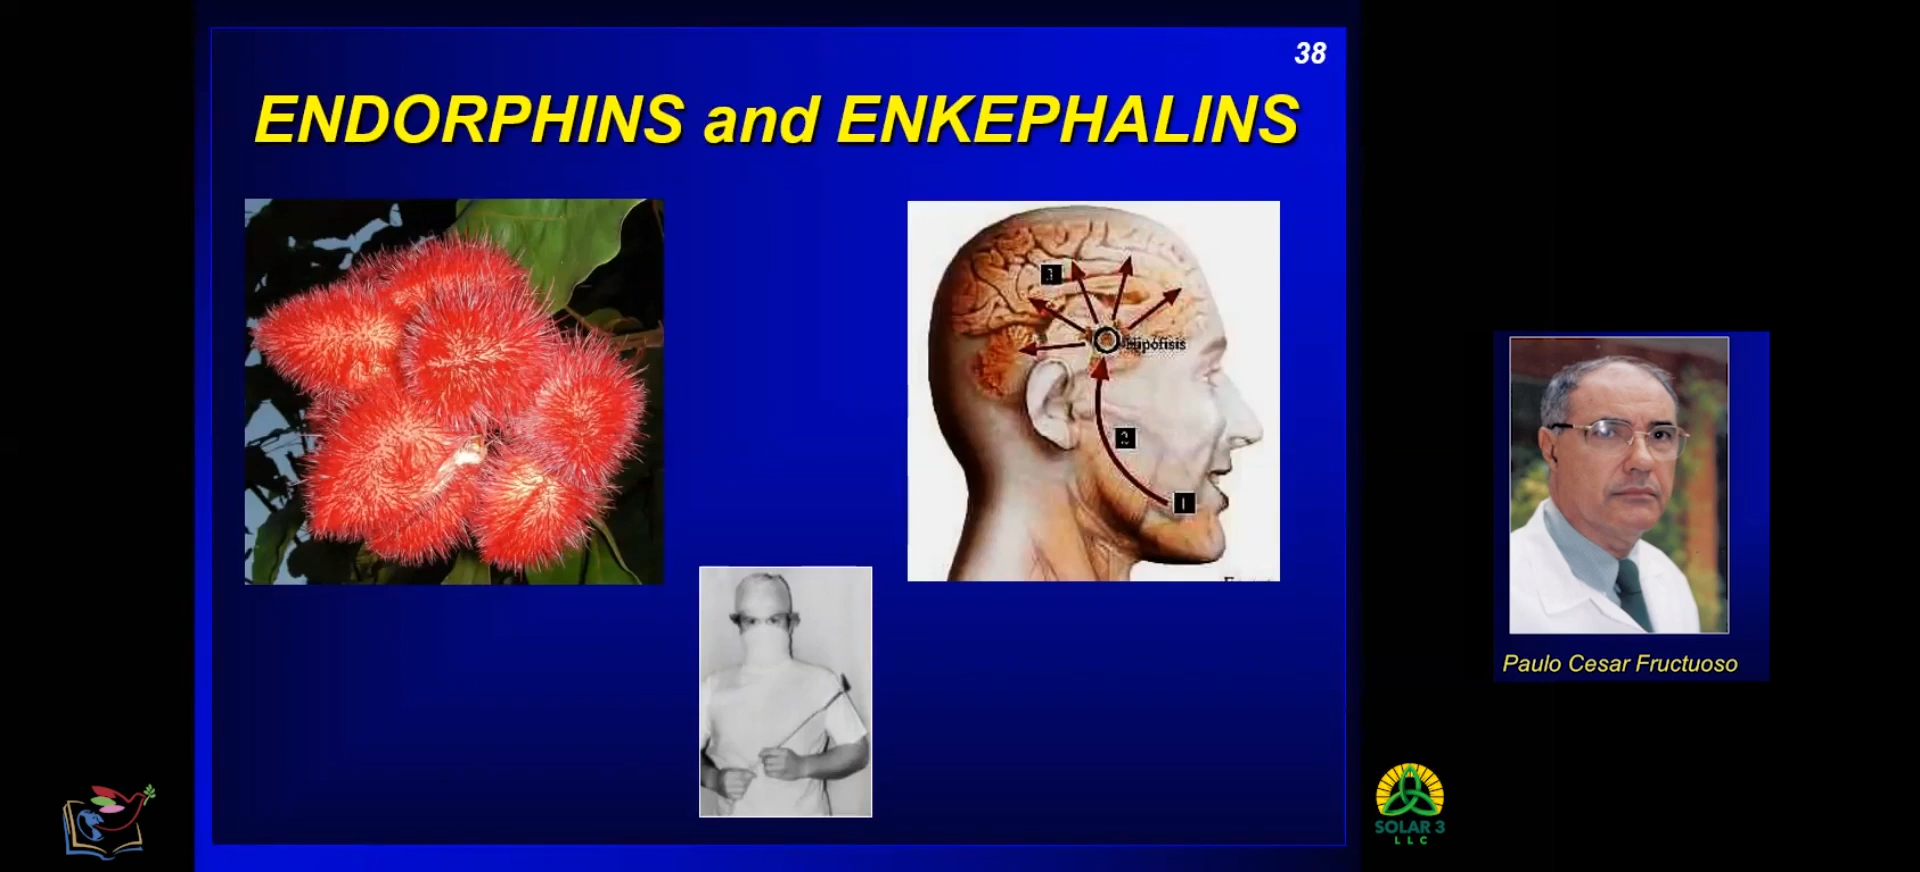 38
ENDORPHINS and ENKEPHALINS
3
Hipófisis
2
1
Paulo Cesar Fructuoso
SOLAR 3
LLC